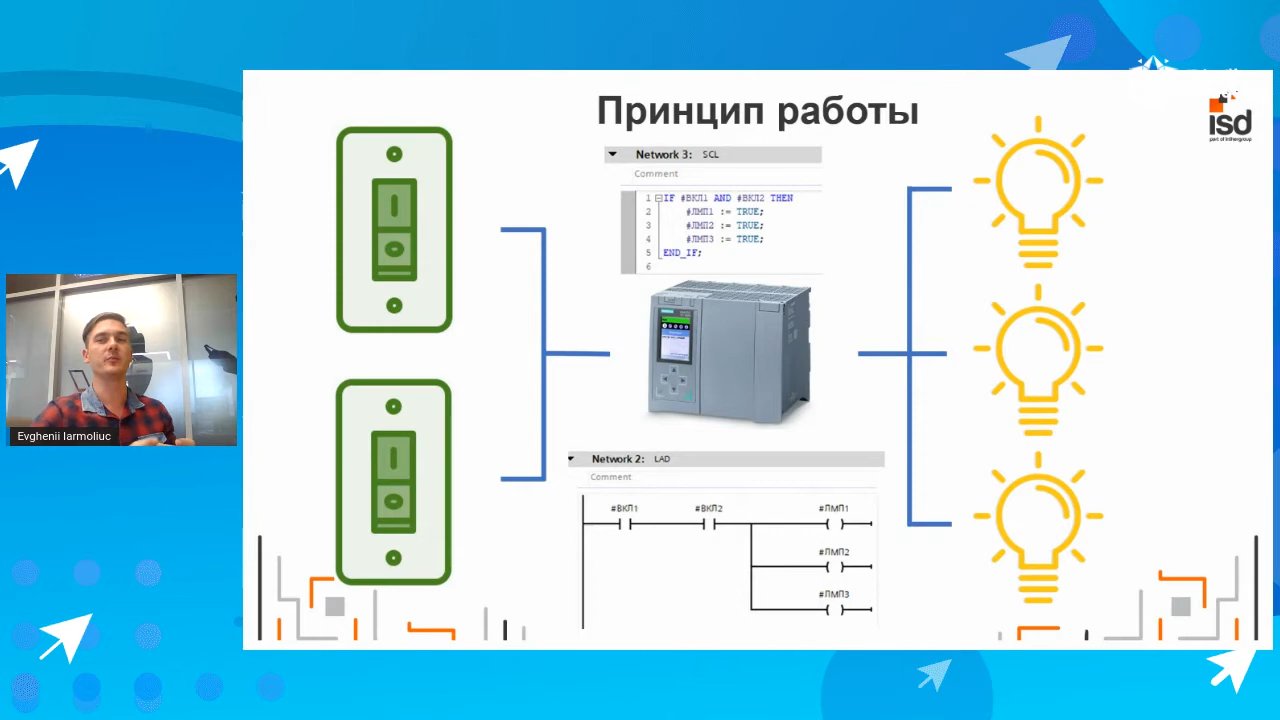 Принцип работы
isd
part of Inthergroup
Network 3: SCL
Comment
1 IF #ВКЛ1 AND #ВКЛ2 THEN
2 #ЛМП1 := TRUE;
3 #ЛМП2 := TRUE;
4 #ЛМП3 := TRUE;
5 END_IF;
6
SIEMENS
Evghenii Iarmoliuc
Network 2: LAD
Comment
#ВКЛ1 #ВКЛ2 #ЛМП1
#ЛМП2
#ЛМП3